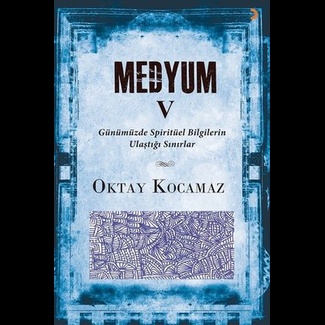 MEDYUM
V
Günümüzde Spiritüel Bilgilerin
Ulaştığı Sınırlar
OKTAY KOCAMAZ